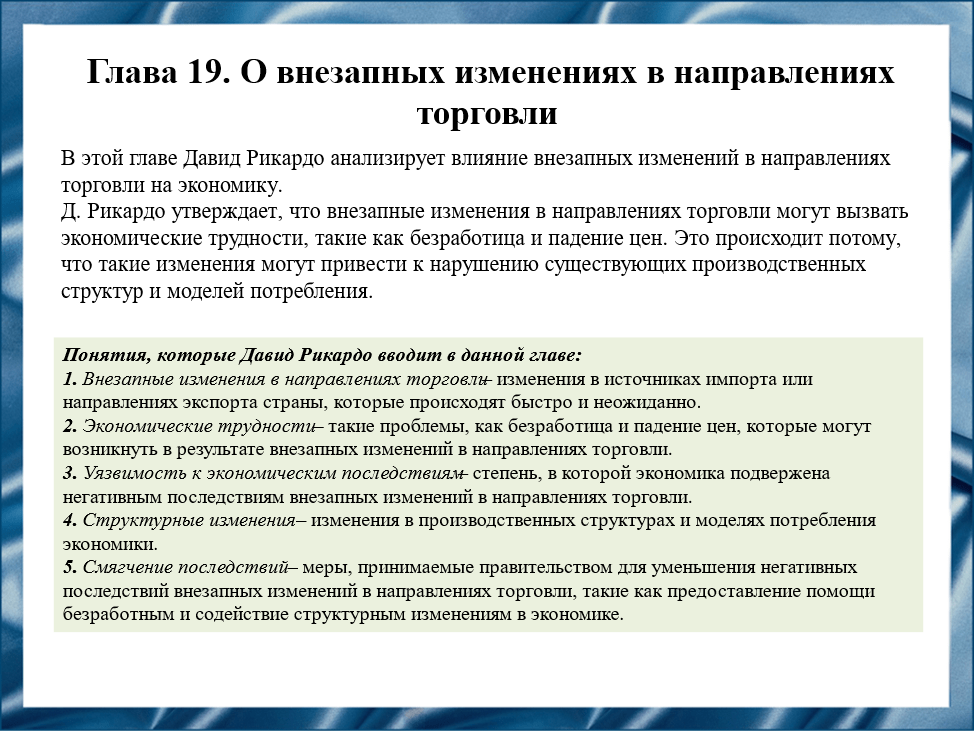 Глава 19. О внезапных изменениях в направлениях
торговли
В этой главе Давид Рикардо анализирует влияние внезапных изменений в направлениях
торговли на экономику.
Д. Рикардо утверждает, что внезапные изменения в направлениях торговли могут вызвать
экономические трудности, такие как безработица и падение цен. Это происходит потому,
что такие изменения могут привести к нарушению существующих производственных
структур и моделей потребления.
Понятия, которые Давид Рикардо вводит в данной главе:
1. Внезапные изменения в направлениях торговли– изменения в источниках импорта или
направлениях экспорта страны, которые происходят быстро и неожиданно.
2. Экономические трудности– такие проблемы, как безработица и падение цен, которые могут
возникнуть в результате внезапных изменений в направлениях торговли.
3. Уязвимость к экономическим последствиям– степень, в которой экономика подвержена
негативным последствиям внезапных изменений в направлениях торговли.
4. Структурные изменения– изменения в производственных структурах и моделях потребления
экономики.
5. Смягчение последствий– меры, принимаемые правительством для уменьшения негативных
последствий внезапных изменений в направлениях торговли, такие как предоставление помощи
безработным и содействие структурным изменениям в экономике.